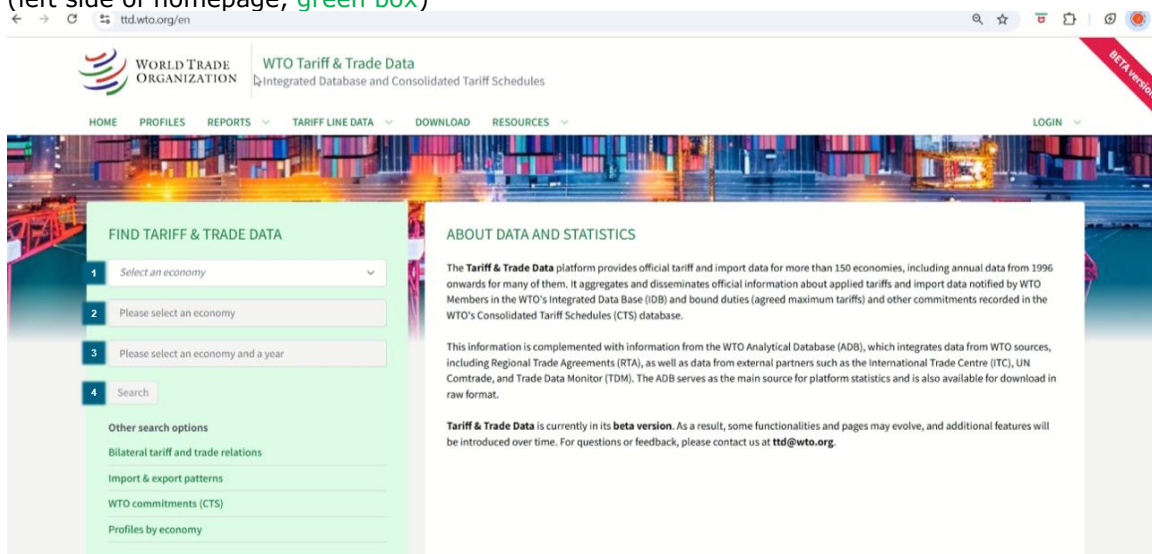 (left side of homepage, green box)
ttd.wto.org/en
WORLD TRADE
ORGANIZATION
WTO Tariff & Trade Data
Integrated Database and Consolidated Tariff Schedules
BETA version
HOME PROFILES REPORTS TARIFF LINE DATA DOWNLOAD RESOURCES LOGIN
FIND TARIFF & TRADE DATA
1 Select an economy
2 Please select an economy
3 Please select an economy and a year
4 Search
Other search options
Bilateral tariff and trade relations
Import & export patterns
WTO commitments (CTS)
Profiles by economy
ABOUT DATA AND STATISTICS
The Tariff & Trade Data platform provides official tariff and import data for more than 150 economies, including annual data from 1996
onwards for many of them. It aggregates and disseminates official information about applied tariffs and import data notified by WTO
Members in the WTO's Integrated Data Base (IDB) and bound duties (agreed maximum tariffs) and other commitments recorded in the
WTO's Consolidated Tariff Schedules (CTS) database.
This information is complemented with information from the WTO Analytical Database (ADB), which integrates data from WTO sources,
including Regional Trade Agreements (RTA), as well as data from external partners such as the International Trade Centre (ITC), UN
Comtrade, and Trade Data Monitor (TDM). The ADB serves as the main source for platform statistics and is also available for download in
raw format.
Tariff & Trade Data is currently in its beta version. As a result, some functionalities and pages may evolve, and additional features will
be introduced over time. For questions or feedback, please contact us at ttd@wto.org.